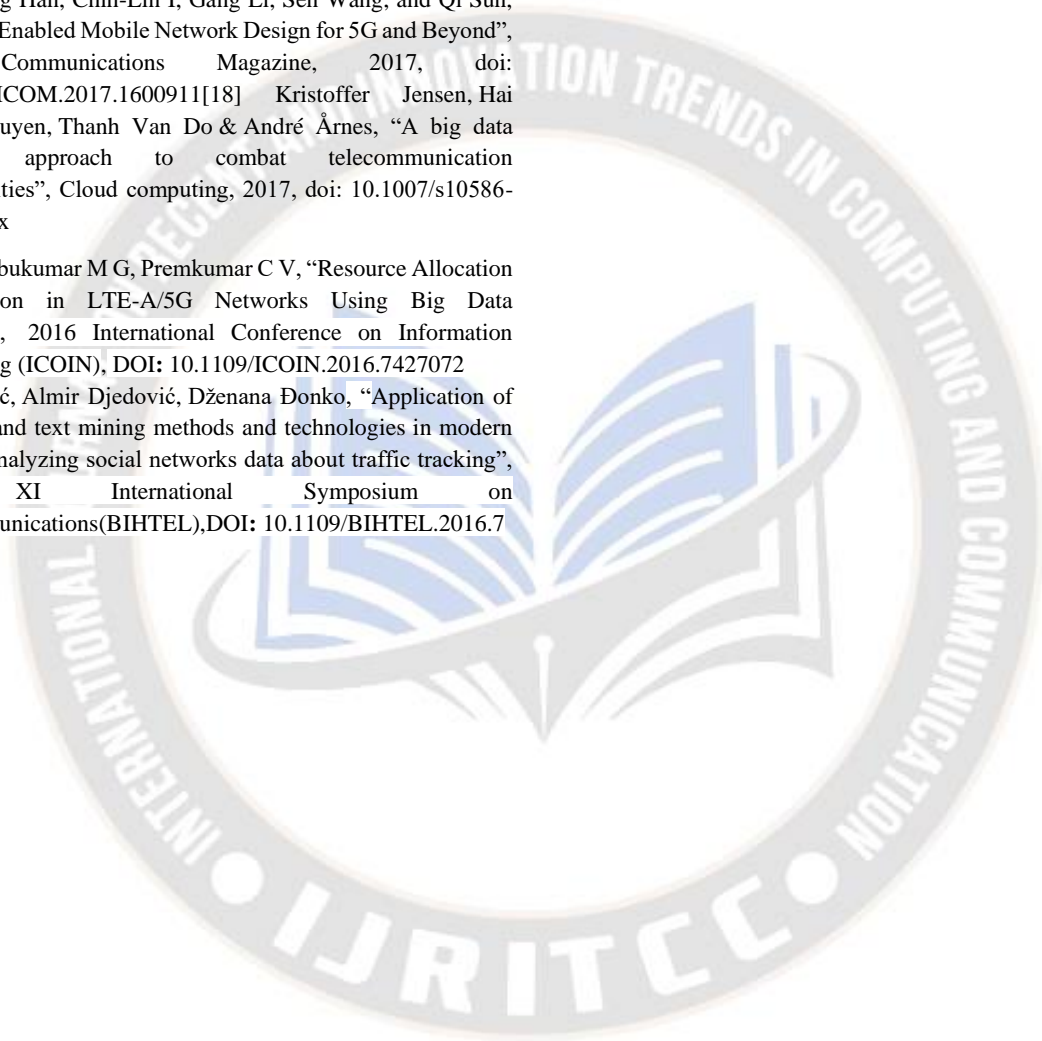 g Han, Chih-Lin I, Gang Li, Sen Wang, and Qi Sun,
Enabled Mobile Network Design for 5G and Beyond”,
Communications Magazine, 2017, doi:
ICOM.2017.1600911[18] Kristoffer Jensen, Hai
uyen, Thanh Van Do & André Årnes, “A big data
approach to combat telecommunication
ities”, Cloud computing, 2017, doi: 10.1007/s10586-
x
bukumar M G, Premkumar C V, “Resource Allocation
on in LTE-A/5G Networks Using Big Data
, 2016 International Conference on Information
g (ICOIN), DOI: 10.1109/ICOIN.2016.7427072
ć, Almir Djedović, Dženana Đonko, “Application of
and text mining methods and technologies in modern
nalyzing social networks data about traffic tracking”,
XI International Symposium on
unications(BIHTEL),DOI: 10.1109/BIHTEL.2016.7
INTERNATIONAL JOURNAL ON RECENT AND INNOVATION TRENDS IN COMPUTING AND COMMUNICATION
IJRITCC